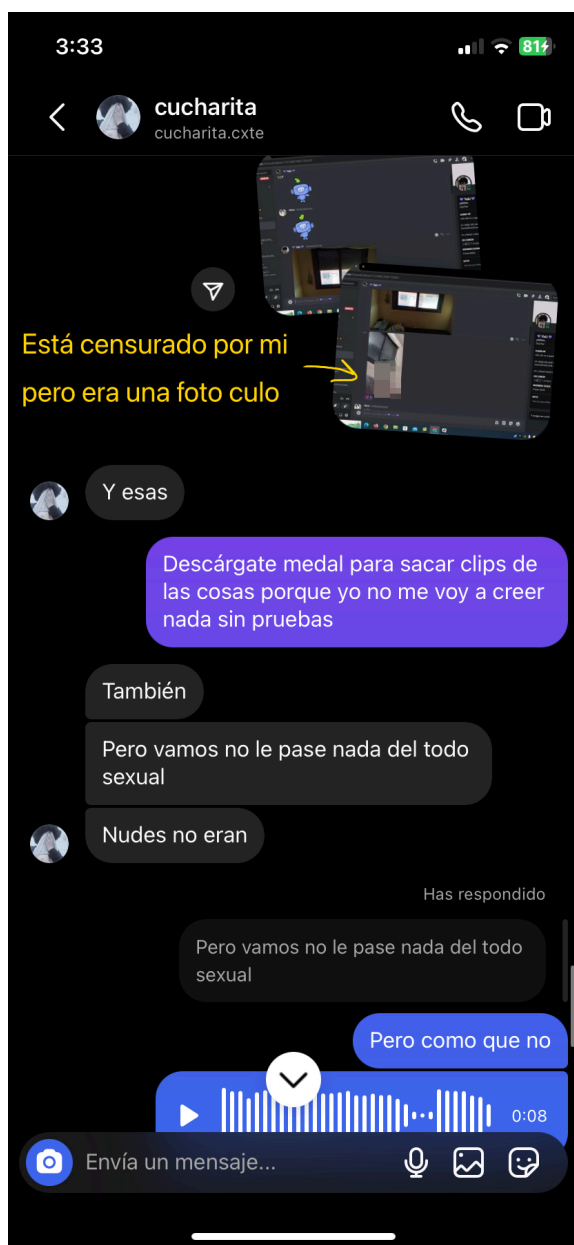 3:33
81
cucharita
cucharita.cxte
Está censurado por mi
pero era una foto culo
Y esas
Descárgate medal para sacar clips de
las cosas porque yo no me voy a creer
nada sin pruebas
También
Pero vamos no le pase nada del todo
sexual
Nudes no eran
Has respondido
Pero vamos no le pase nada del todo
sexual
Pero como que no
0:08
Envía un mensaje...